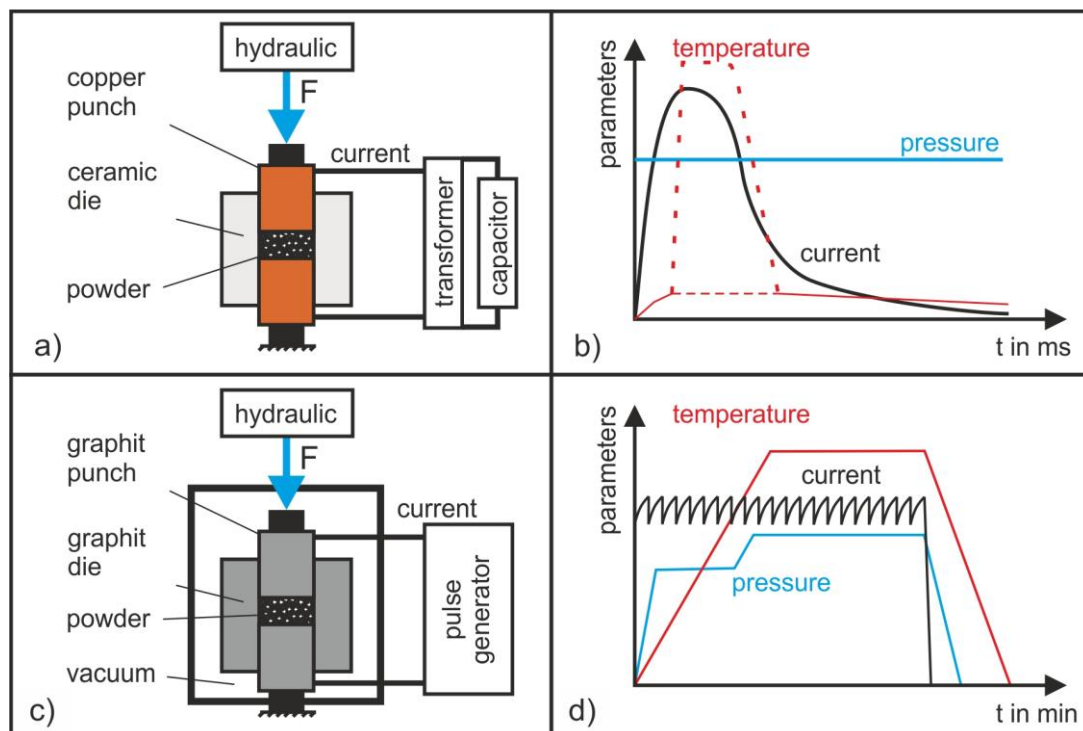 hydraulic
F
copper
punch
current
ceramic
die
powder
transformer
capacitor
a)
parameters
temperature
pressure
current
t in ms
b)
hydraulic
F
graphit
punch
current
graphit
die
powder
vacuum
pulse
generator
c)
parameters
temperature
current
pressure
t in min
d)